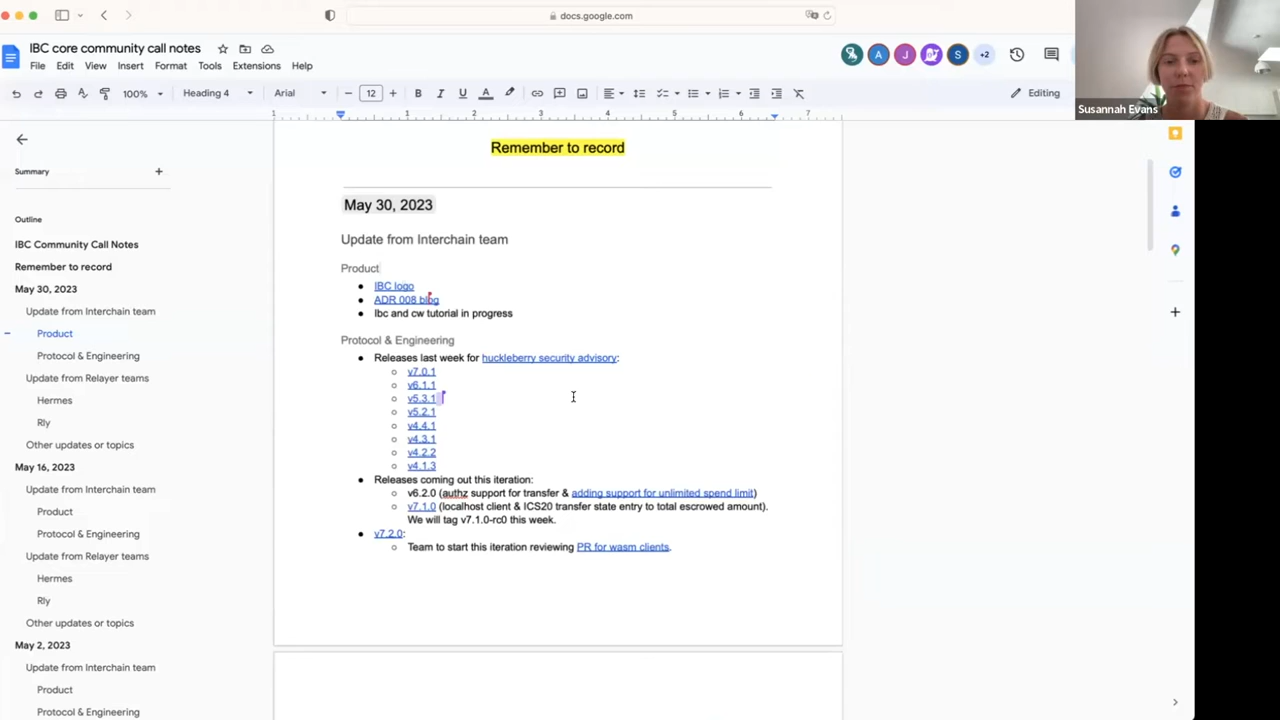 docs.google.com
IBC core community call notes
A
J
S
+2
File Edit View Insert Format Tools Extensions Help
100% Heading 4 Arial 12 Editing
B I U A
Susannah Evans
1 1 2 3 4 5 6 7
Summary
Outline
IBC Community Call Notes
Remember to record
May 30, 2023
Update from Interchain team
Product
Protocol & Engineering
Update from Relayer teams
Hermes
Rly
Other updates or topics
May 16, 2023
Update from Interchain team
Product
Protocol & Engineering
Update from Relayer teams
Hermes
Rly
Other updates or topics
May 2, 2023
Update from Interchain team
Product
Protocol & Engineering
Remember to record
May 30, 2023
Update from Interchain team
Product
● IBC logo
● ADR 008 blog
● Ibc and cw tutorial in progress
Protocol & Engineering
● Releases last week for huckleberry security advisory:
○ v7.0.1
○ v6.1.1
○ v5.3.1
○ v5.2.1
○ v4.4.1
○ v4.3.1
○ v4.2.2
○ v4.1.3
● Releases coming out this iteration:
○ v6.2.0 (authz support for transfer & adding support for unlimited spend limit)
○ v7.1.0 (localhost client & ICS20 transfer state entry to total escrowed amount).
We will tag v7.1.0-rc0 this week.
● v7.2.0:
○ Team to start this iteration reviewing PR for wasm clients.